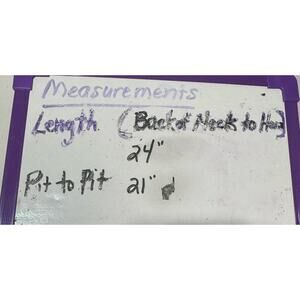 Measurements
Length (Back of Neck to Hem)
24"
Pit to Pit 21"